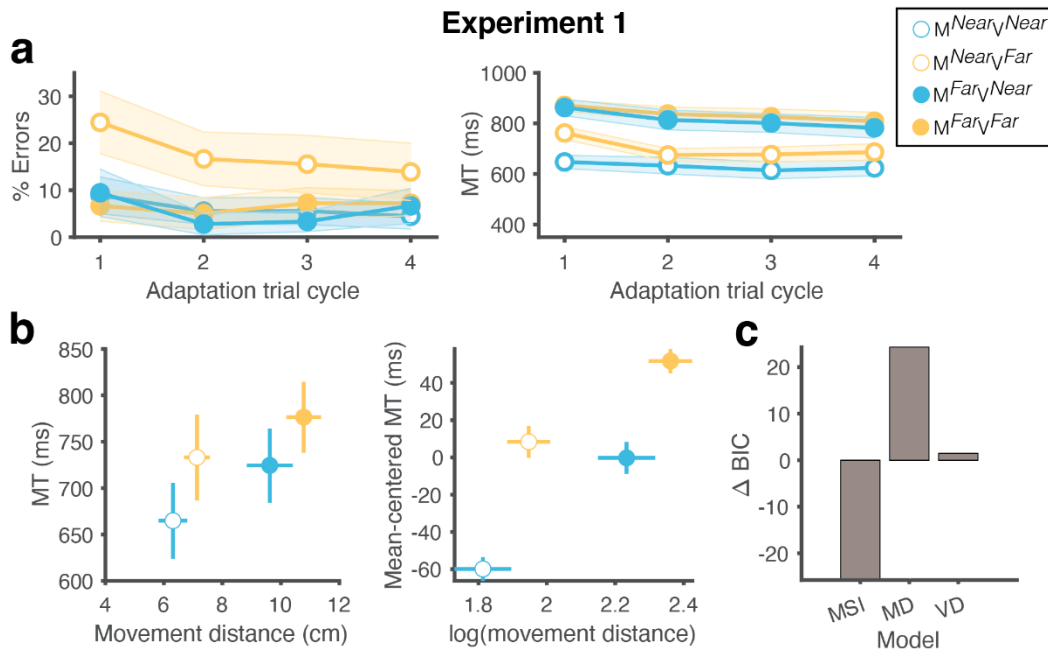 Experiment 1
M^Near V^Near
M^Near V^Far
M^Far V^Near
M^Far V^Far
a
% Errors
30
20
10
0
1 2 3 4
Adaptation trial cycle
MT (ms)
1000
800
600
400
1 2 3 4
Adaptation trial cycle
b
MT (ms)
850
800
750
700
650
600
4 6 8 10 12
Movement distance (cm)
Mean-centered MT (ms)
40
20
0
-20
-40
-60
1.8 2 2.2 2.4
log(movement distance)
c
Δ BIC
20
10
0
-10
-20
MSI MD VD
Model